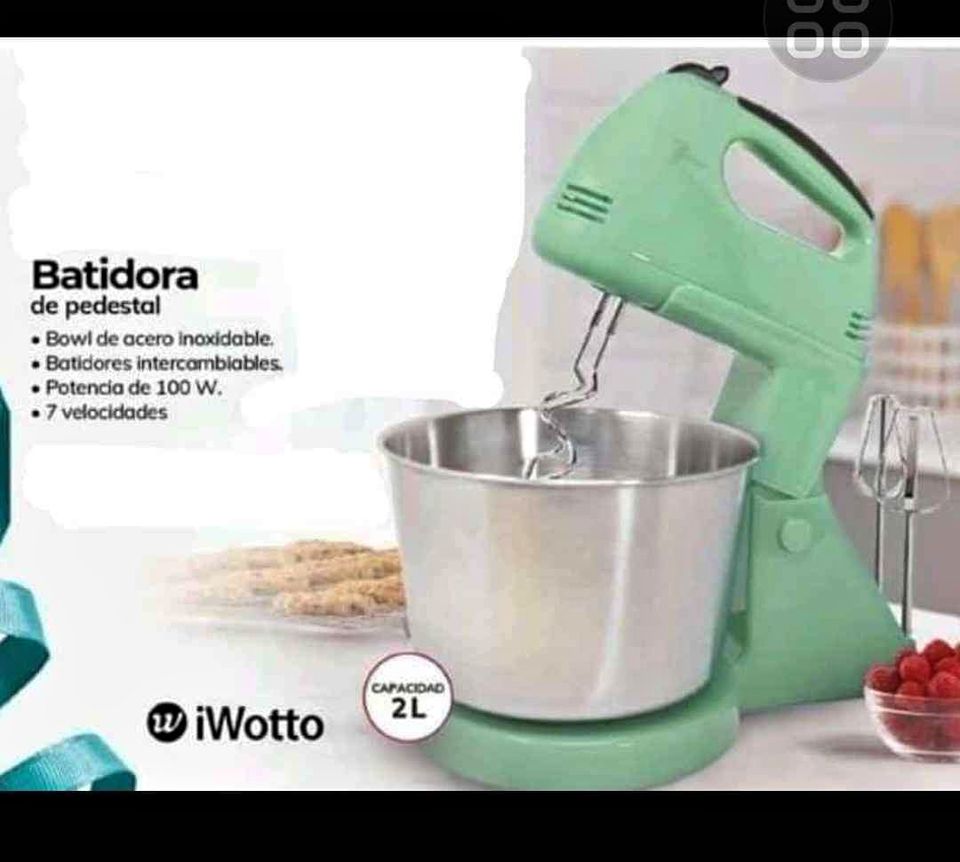 Batidora
de pedestal
• Bowl de acero inoxidable.
• Batidores intercambiables.
• Potencia de 100 W.
• 7 velocidades
CAPACIDAD
2L
w iWotto